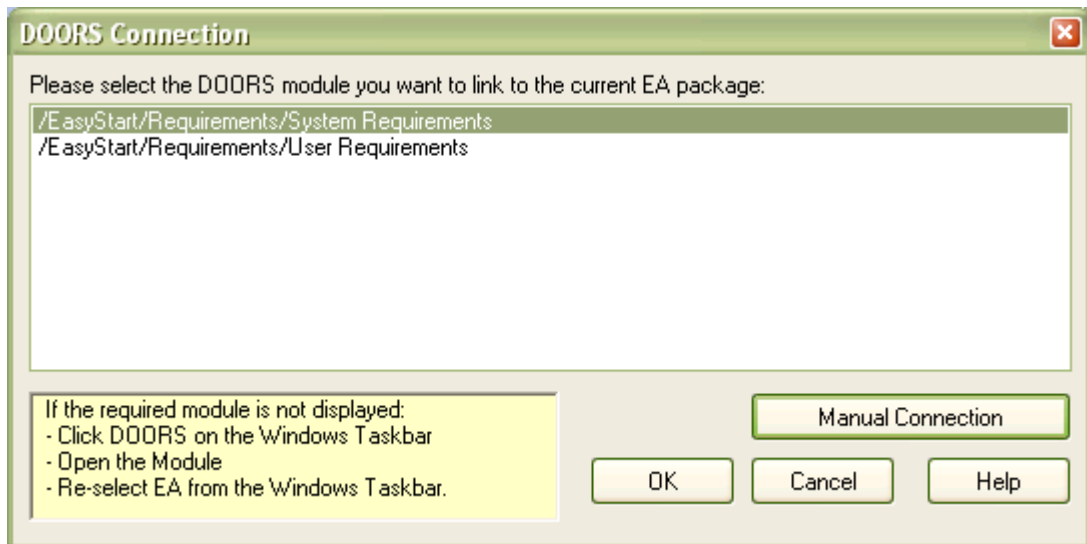 DOORS Connection
Please select the DOORS module you want to link to the current EA package:
/EasyStart/Requirements/System Requirements
/EasyStart/Requirements/User Requirements
If the required module is not displayed:
- Click DOORS on the Windows Taskbar
- Open the Module
- Re-select EA from the Windows Taskbar.
Manual Connection
OK
Cancel
Help